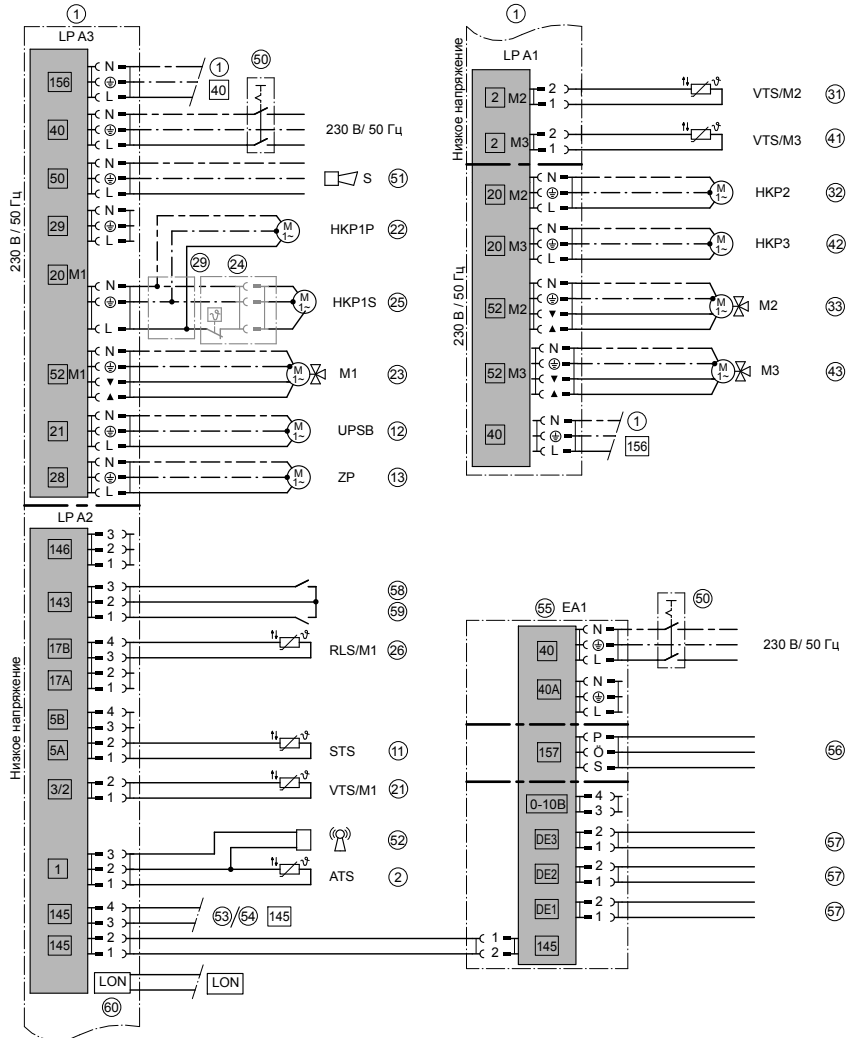 ①
LP A3
230 В / 50 Гц
156
N
L
①
40
50
40
N
L
230 В/ 50 Гц
50
N
L
S
51
29
N
L
HKP1P
22
20 M1
29
24
N
L
ϑ
HKP1S
25
M
1~
52 M1
N
▼
▲
M
1~
M1
23
21
N
L
M
1~
UPSB
12
28
N
L
M
1~
ZP
13
LP A2
Низкое напряжение
146
3
2
1
143
3
2
1
58
59
17B
4
3
ϑ
RLS/M1
26
17A
2
1
5B
4
3
5A
2
1
ϑ
STS
11
3/2
2
1
ϑ
VTS/M1
21
52
1
3
2
1
ϑ
ATS
2
145
4
3
53/54
145
145
2
1
LON
LON
60
①
LP A1
Низкое напряжение
2 M2
2
1
ϑ
VTS/M2
31
2 M3
2
1
ϑ
VTS/M3
41
230 В / 50 Гц
20 M2
N
L
M
1~
HKP2
32
20 M3
N
L
M
1~
HKP3
42
52 M2
N
▼
▲
M
1~
M2
33
52 M3
N
▼
▲
M
1~
M3
43
40
N
L
①
156
55
EA1
50
40
N
L
230 В/ 50 Гц
40A
N
L
157
P
Ö
S
56
0-10В
4
3
DE3
2
1
57
DE2
2
1
57
DE1
2
1
57
1
2
145